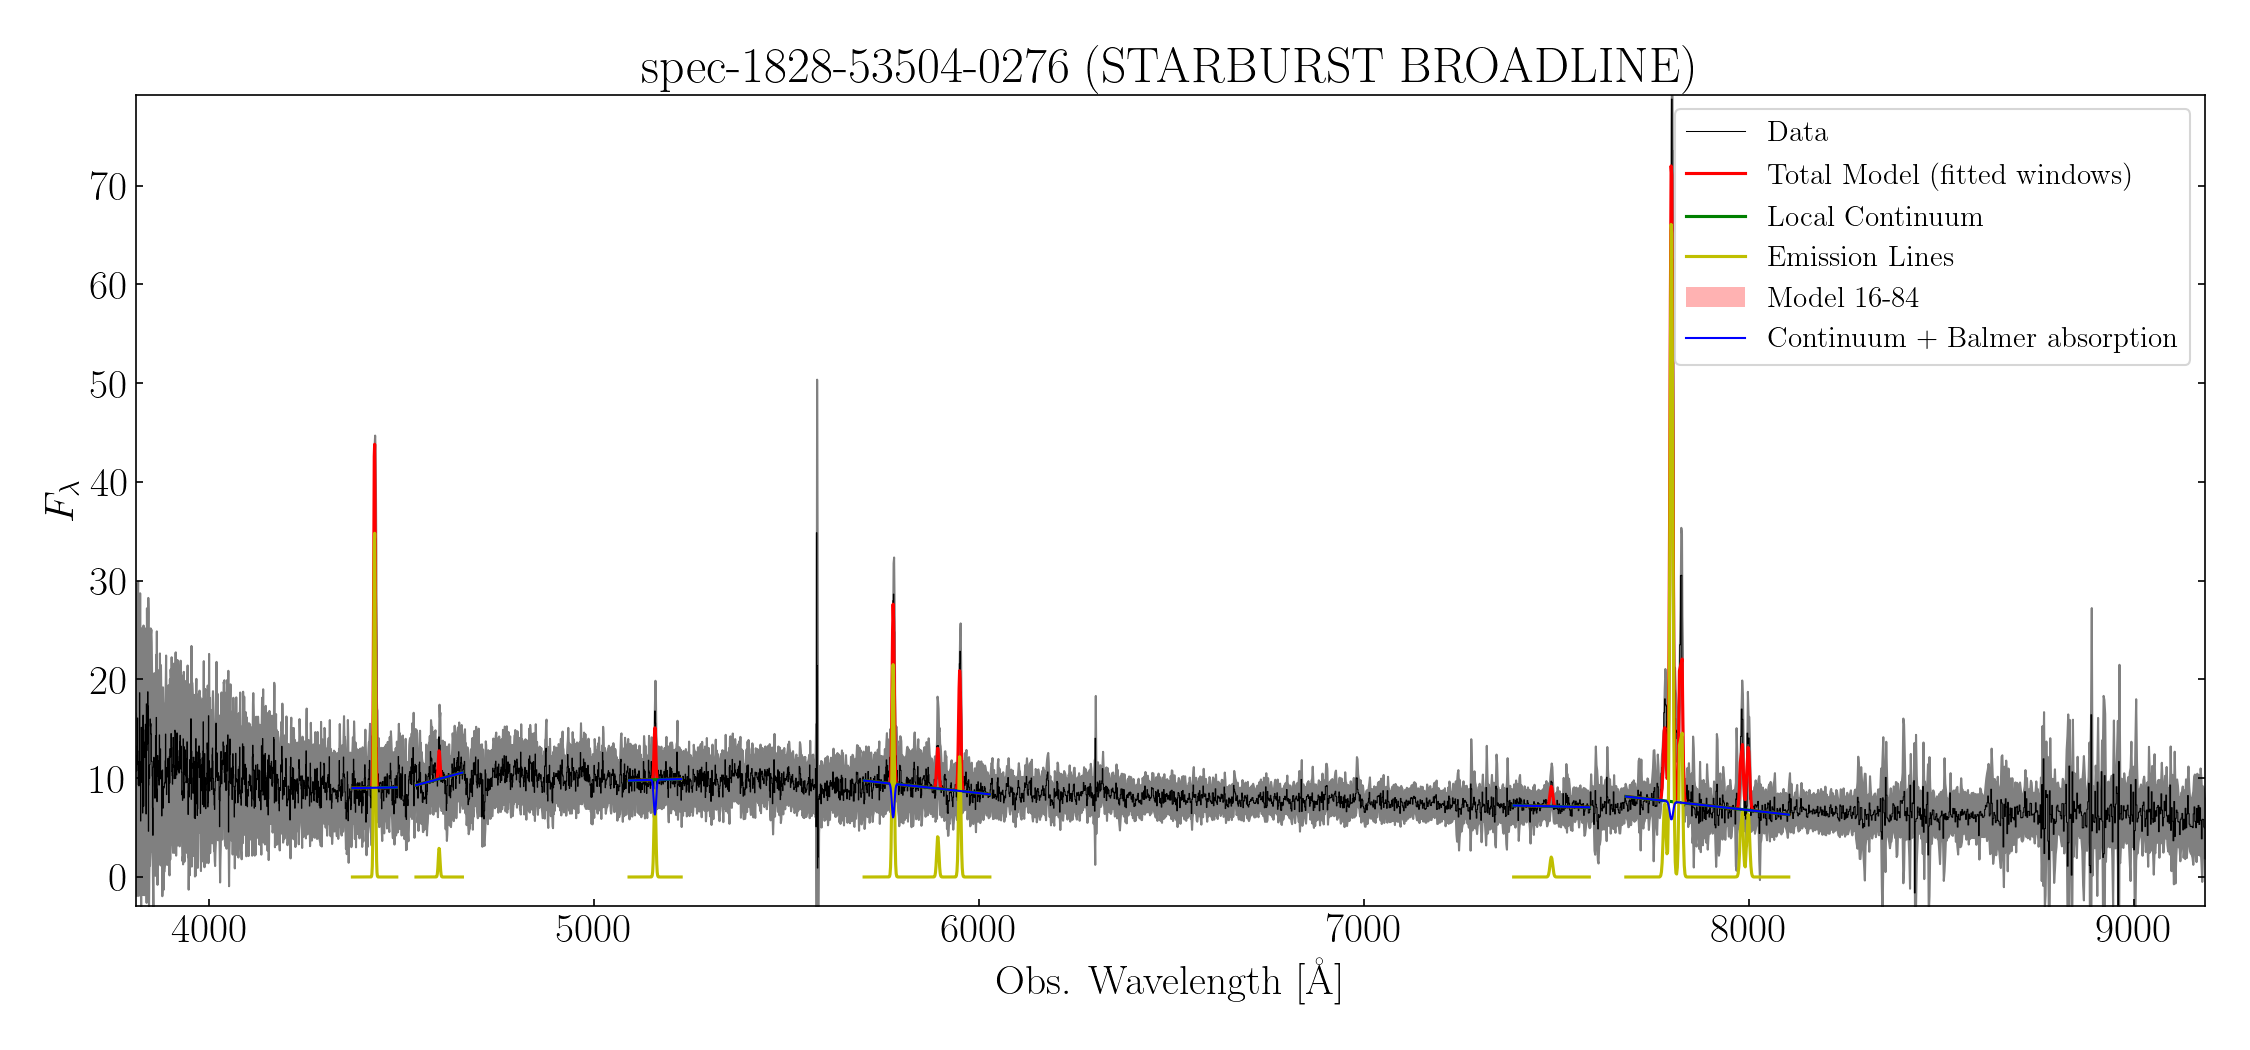 spec-1828-53504-0276 (STARBURST BROADLINE)
Data
Total Model (fitted windows)
Local Continuum
Emission Lines
Model 16-84
Continuum + Balmer absorption
70
60
50
40
30
20
10
0
Fλ
4000 5000 6000 7000 8000 9000
Obs. Wavelength [Å]